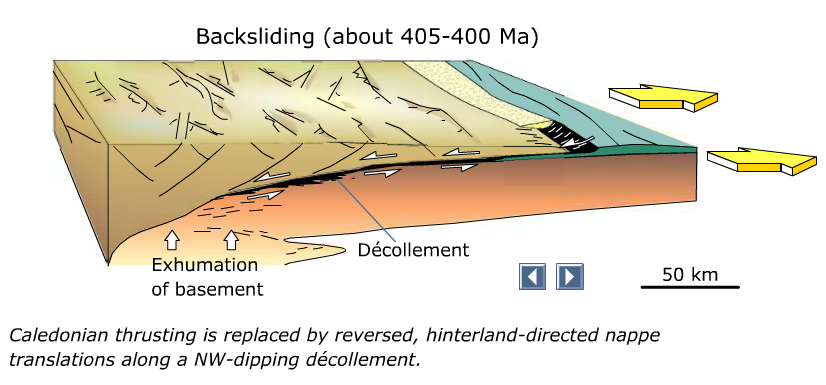 Backsliding (about 405-400 Ma)
Décollement
Exhumation
of basement
50 km
Caledonian thrusting is replaced by reversed, hinterland-directed nappe
translations along a NW-dipping décollement.